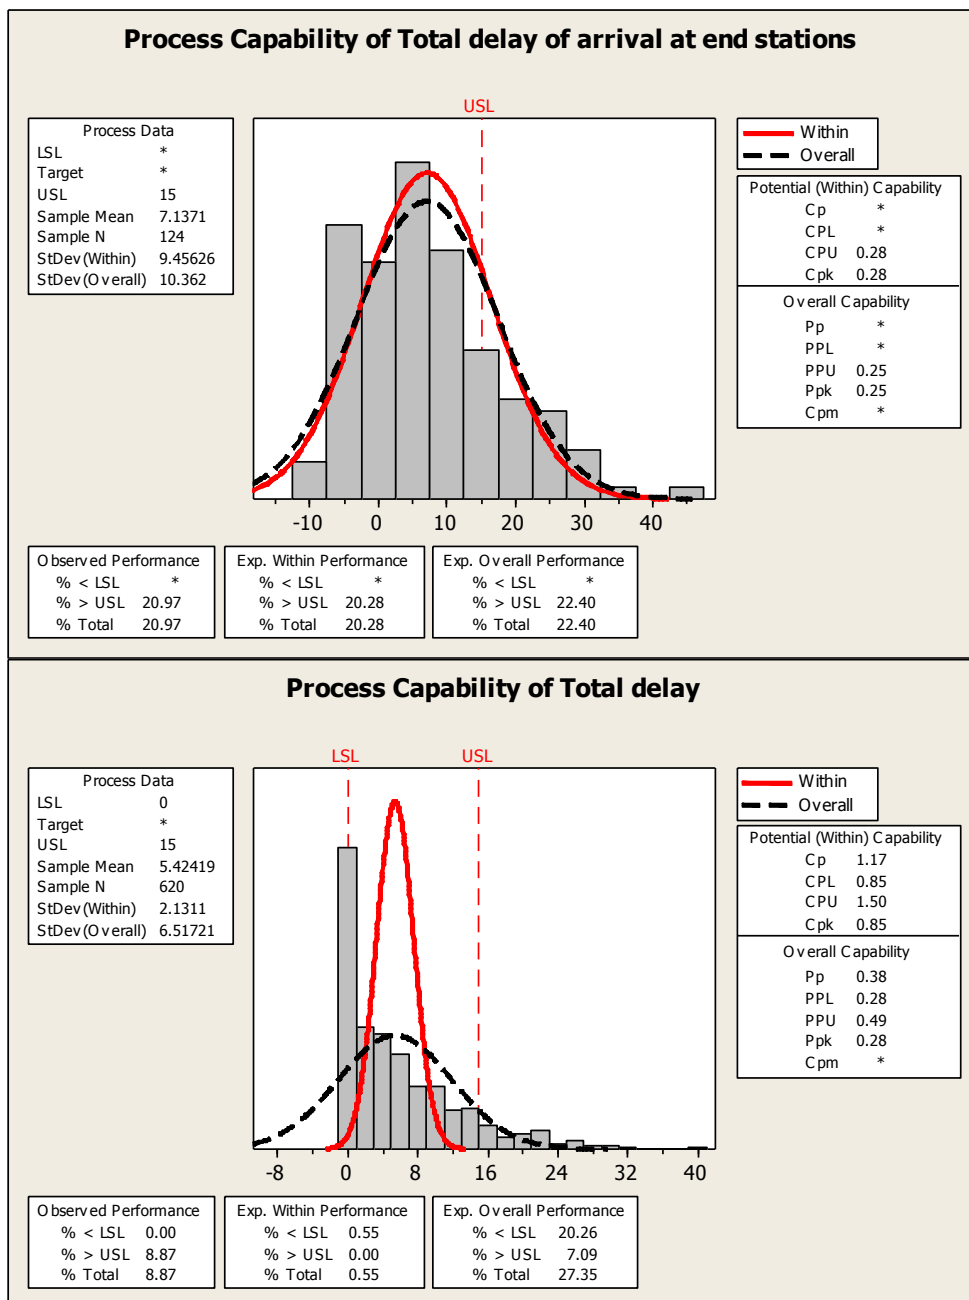 Process Capability of Total delay of arrival at end stations
USL
Process Data
LSL *
Target *
USL 15
Sample Mean 7.1371
Sample N 124
StDev(Within) 9.45626
StDev(Overall) 10.362
Within
Overall
Potential (Within) Capability
Cp *
CPL *
CPU 0.28
Cpk 0.28
Overall Capability
Pp *
PPL *
PPU 0.25
Ppk 0.25
Cpm *
-10 0 10 20 30 40
Observed Performance
% < LSL *
% > USL 20.97
% Total 20.97
Exp. Within Performance
% < LSL *
% > USL 20.28
% Total 20.28
Exp. Overall Performance
% < LSL *
% > USL 22.40
% Total 22.40
Process Capability of Total delay
LSL USL
Process Data
LSL 0
Target *
USL 15
Sample Mean 5.42419
Sample N 620
StDev(Within) 2.1311
StDev(Overall) 6.51721
Within
Overall
Potential (Within) Capability
Cp 1.17
CPL 0.85
CPU 1.50
Cpk 0.85
Overall Capability
Pp 0.38
PPL 0.28
PPU 0.49
Ppk 0.28
Cpm *
-8 0 8 16 24 32 40
Observed Performance
% < LSL 0.00
% > USL 8.87
% Total 8.87
Exp. Within Performance
% < LSL 0.55
% > USL 0.00
% Total 0.55
Exp. Overall Performance
% < LSL 20.26
% > USL 7.09
% Total 27.35